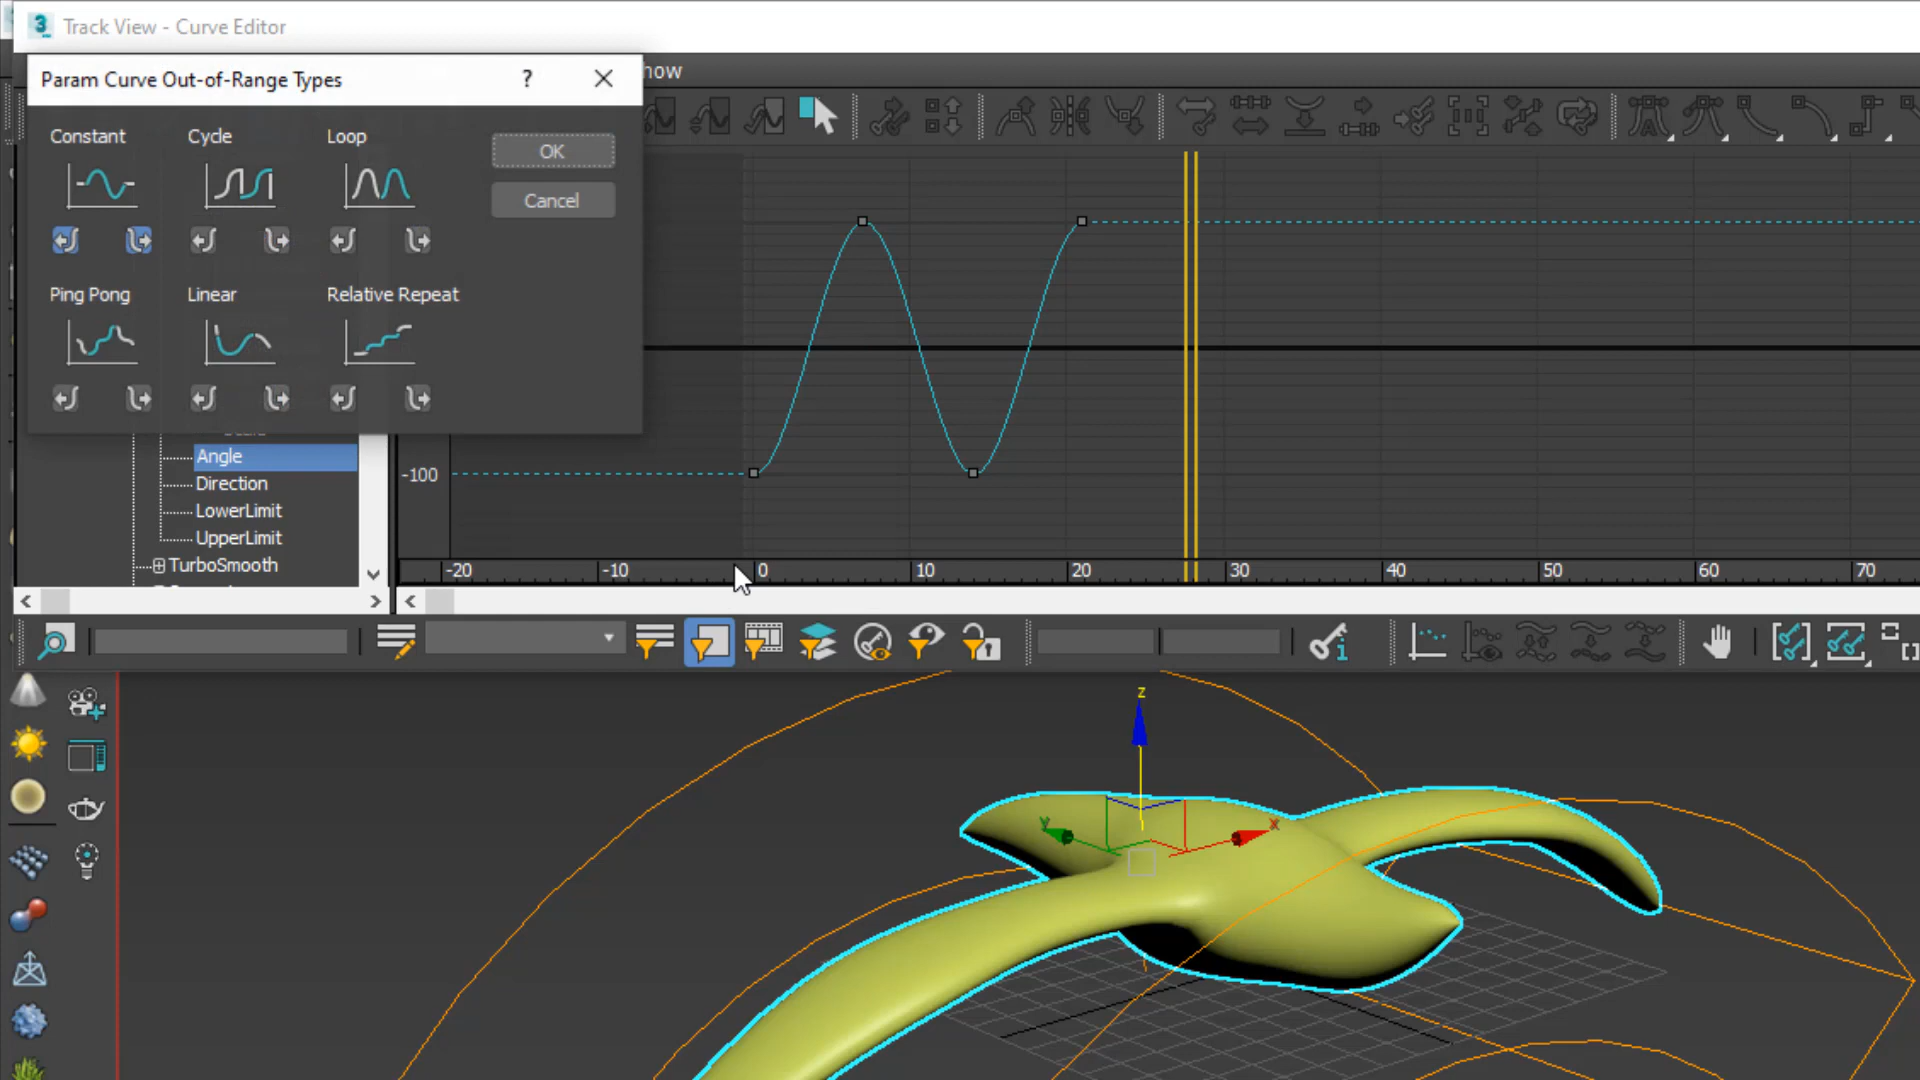 Track View - Curve Editor
Param Curve Out-of-Range Types
?
how
Constant
Cycle
Loop
OK
Cancel
Ping Pong
Linear
Relative Repeat
Angle
Direction
LowerLimit
UpperLimit
TurboSmooth
-100
-20
-10
0
10
20
30
40
50
60
70
z
y
x